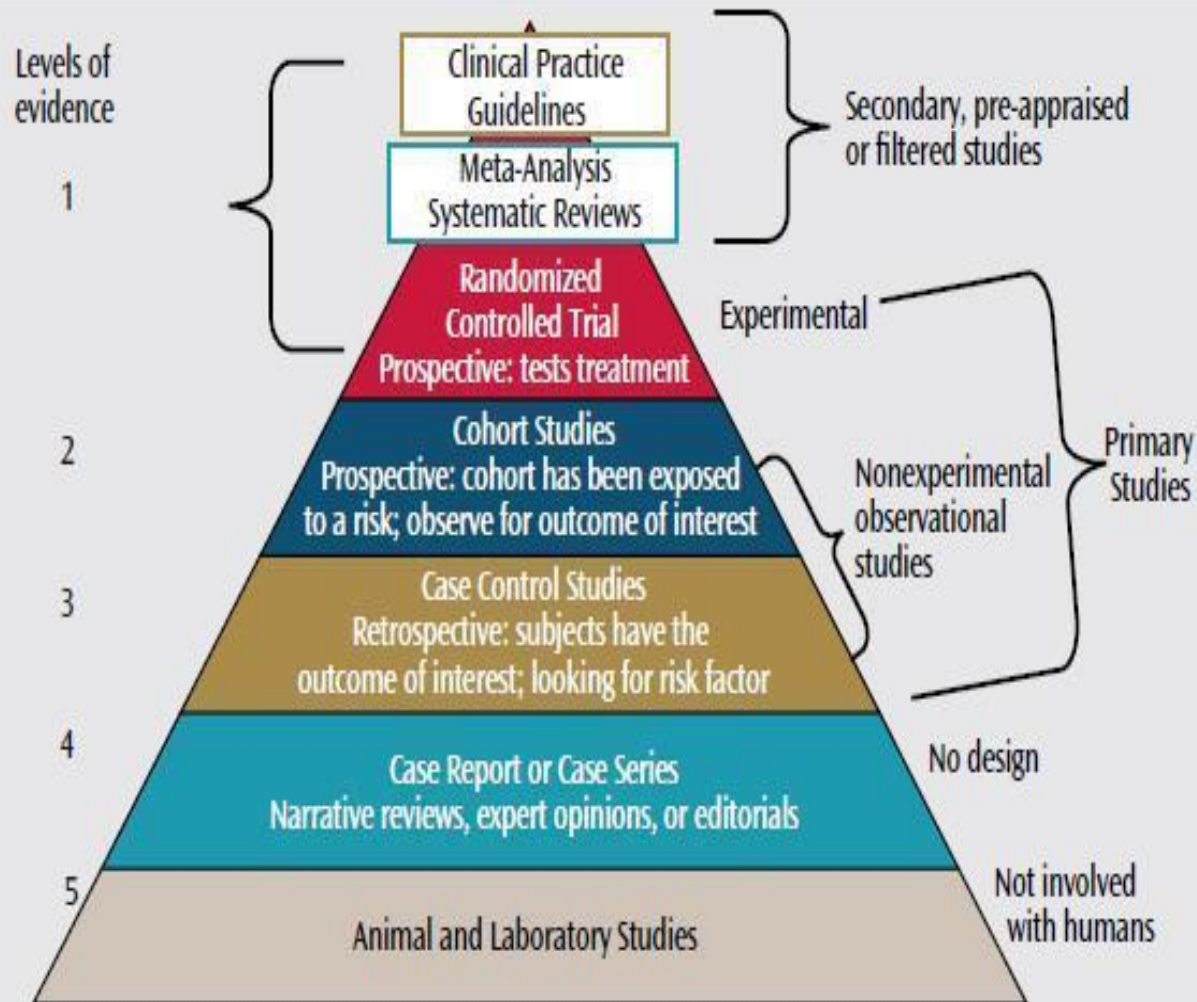 Levels of
evidence
Clinical Practice
Guidelines
Secondary, pre-appraised
or filtered studies
1
Meta-Analysis
Systematic Reviews
Randomized
Controlled Trial
Prospective: tests treatment
Experimental
2
Cohort Studies
Prospective: cohort has been exposed
to a risk; observe for outcome of interest
Nonexperimental
observational
studies
Primary
Studies
3
Case Control Studies
Retrospective: subjects have the
outcome of interest; looking for risk factor
4
Case Report or Case Series
Narrative reviews, expert opinions, or editorials
No design
5
Animal and Laboratory Studies
Not involved
with humans